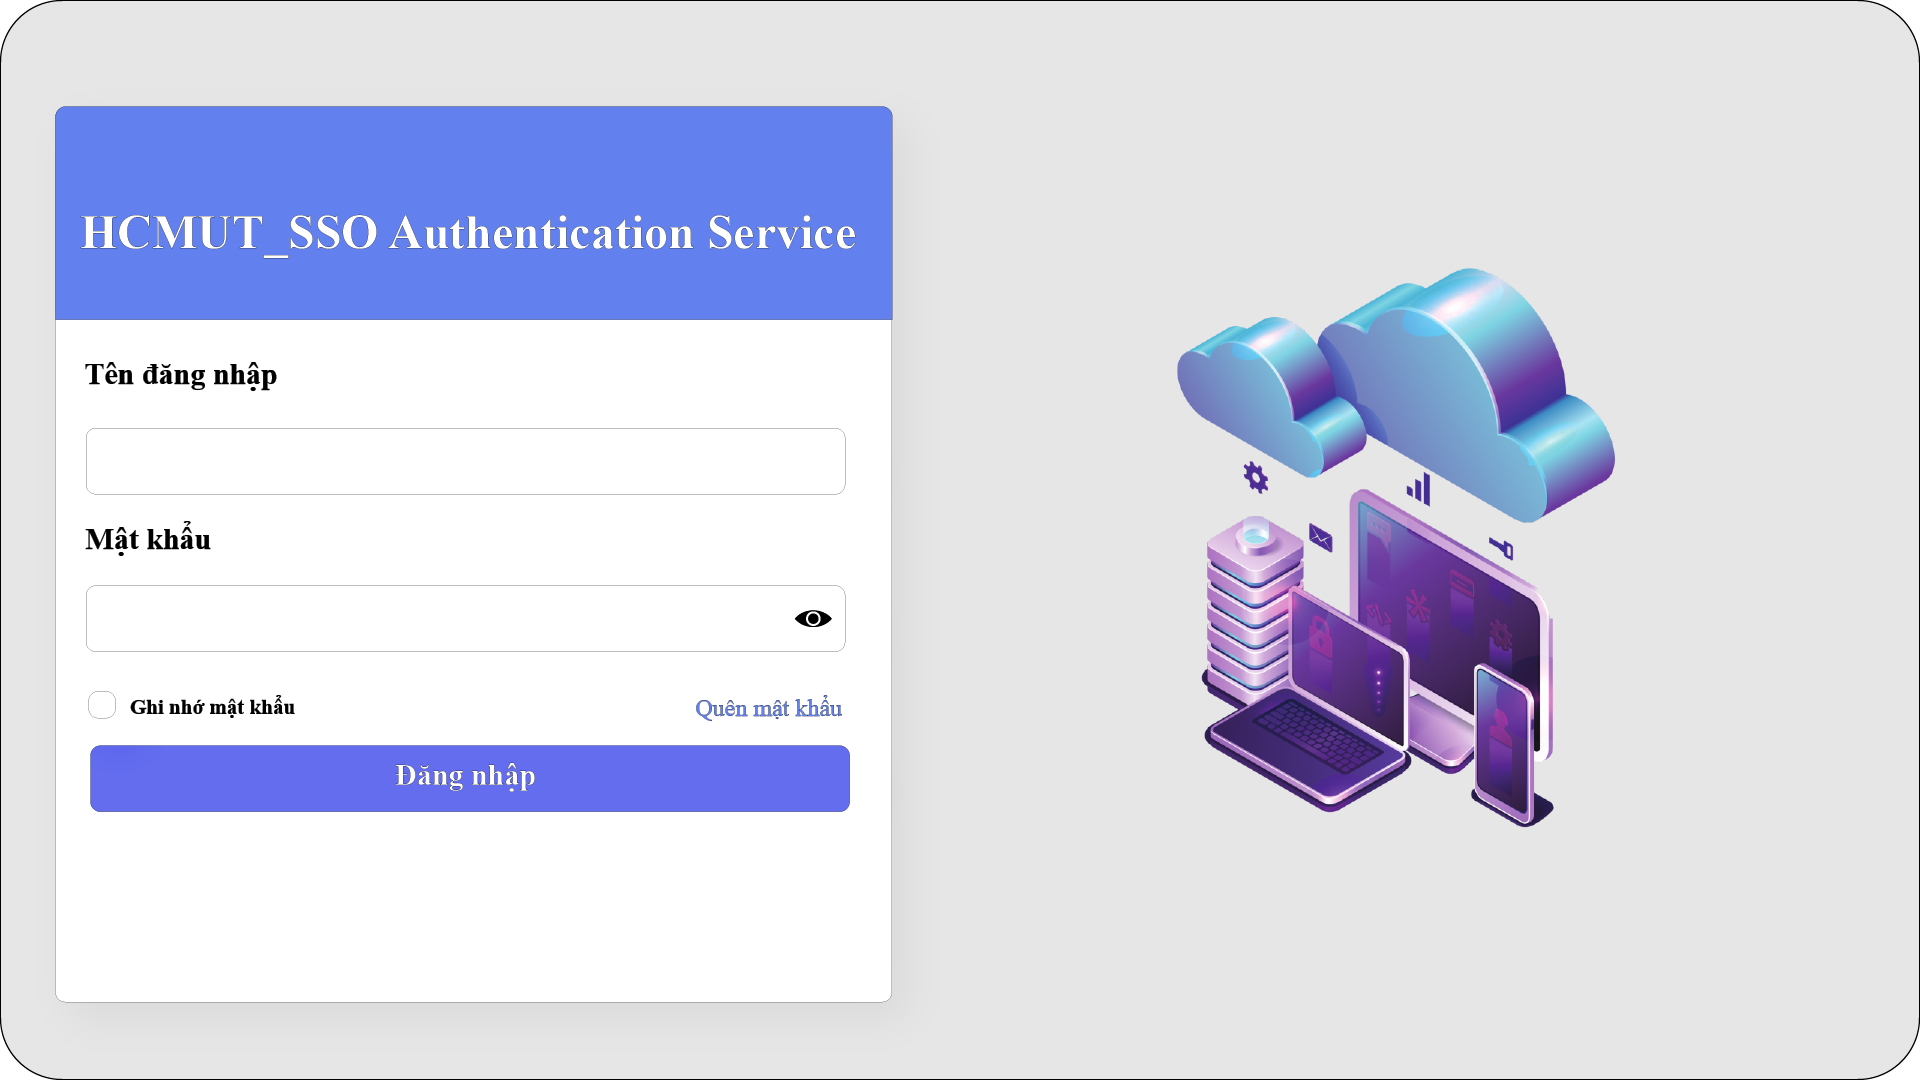 HCMUT_SSO Authentication Service
Tên đăng nhập
Mật khẩu
Ghi nhớ mật khẩu
Quên mật khẩu
Đăng nhập